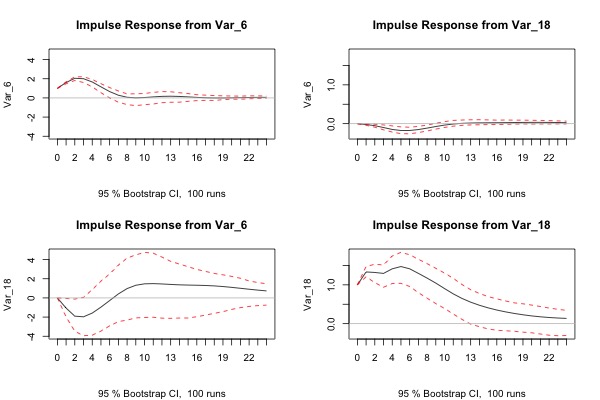 Impulse Response from Var_6
Var_6
4
2
0
-2
-4
0 2 4 6 8 10 13 16 19 22
95 % Bootstrap CI, 100 runs
Impulse Response from Var_18
Var_6
1.0
0.0
0 2 4 6 8 10 13 16 19 22
95 % Bootstrap CI, 100 runs
Impulse Response from Var_6
Var_18
4
2
0
-2
-4
0 2 4 6 8 10 13 16 19 22
95 % Bootstrap CI, 100 runs
Impulse Response from Var_18
Var_18
1.0
0.0
0 2 4 6 8 10 13 16 19 22
95 % Bootstrap CI, 100 runs